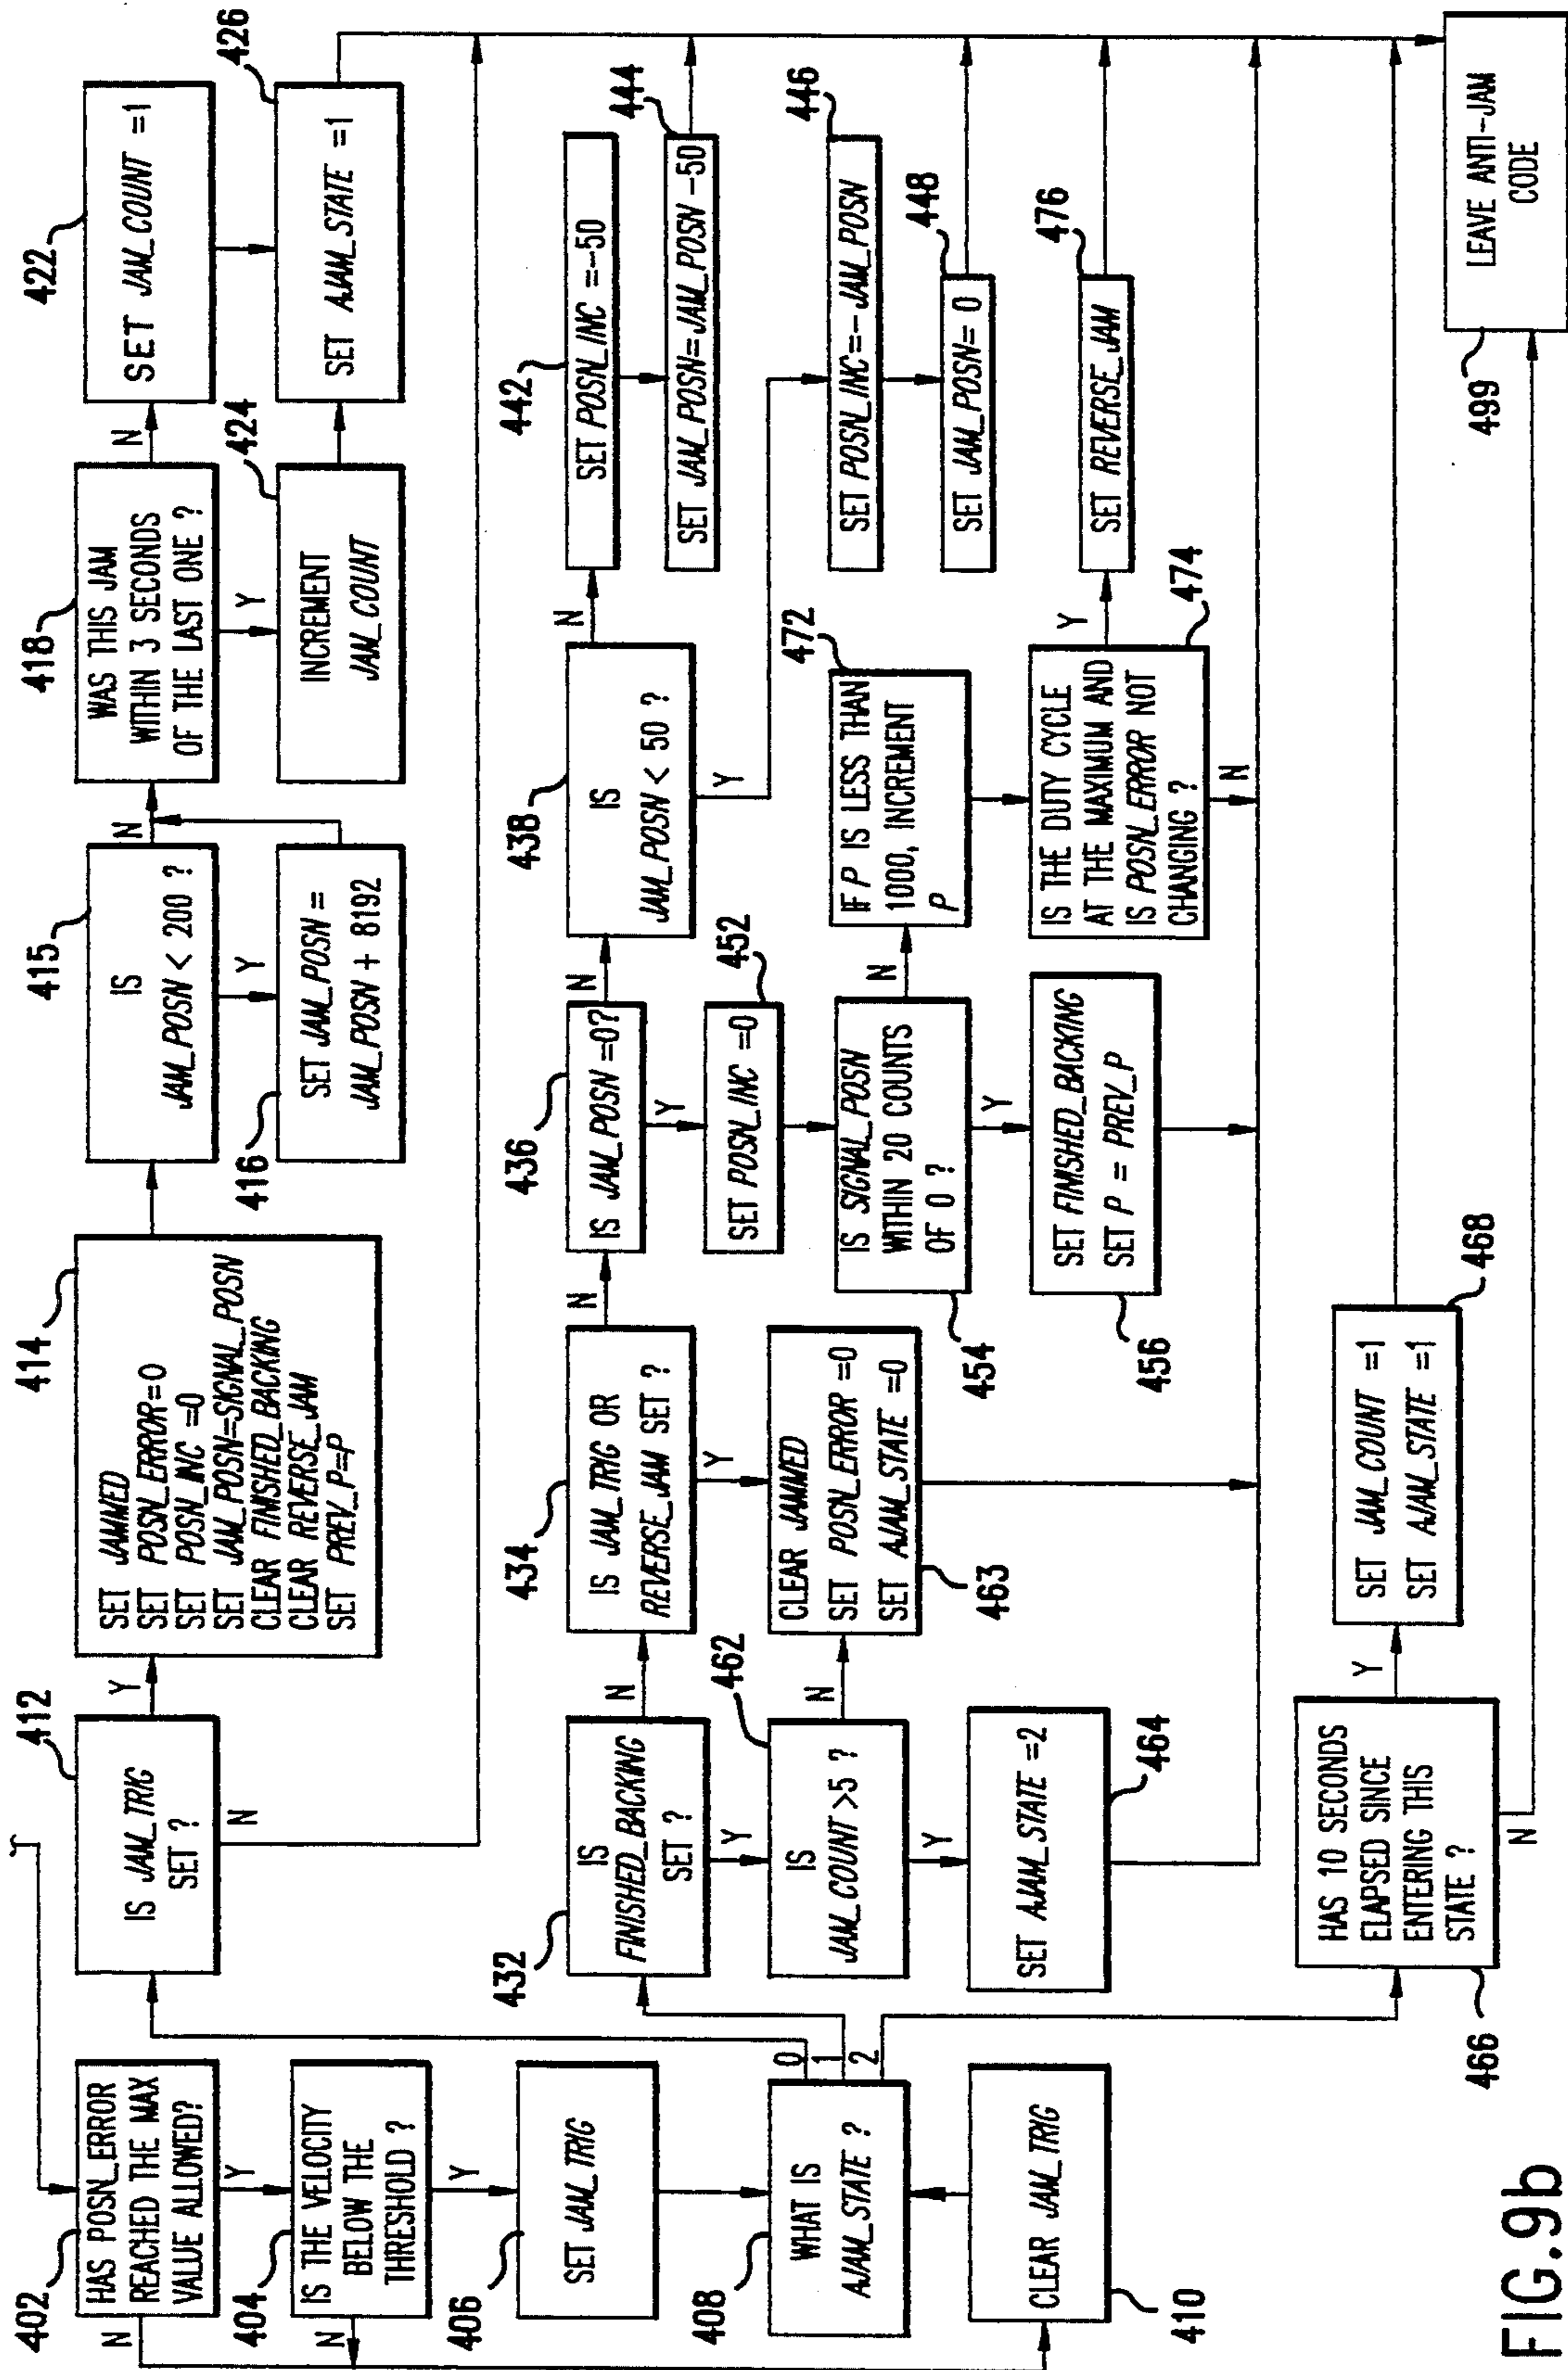 402
HAS POSN_ERROR
REACHED THE MAX
VALUE ALLOWED?
N
Y
404
IS THE VELOCITY
BELOW THE
THRESHOLD ?
N
Y
406
SET JAM_TRIG
408
WHAT IS
AJAM_STATE ?
0
1
2
CLEAR JAM_TRIG
410
412
IS JAM_TRIG
SET ?
Y
N
414
SET JAMMED
SET POSN_ERROR=0
SET POSN_INC =0
SET JAM_POSN=SIGNAL_POSN
CLEAR FINISHED_BACKING
CLEAR REVERSE_JAM
SET PREV_P=P
415
IS
JAM_POSN < 200 ?
N
Y
416
SET JAM_POSN =
JAM_POSN + 8192
418
WAS THIS JAM
WITHIN 3 SECONDS
OF THE LAST ONE ?
N
Y
422
SET JAM_COUNT =1
424
INCREMENT
JAM_COUNT
426
SET AJAM_STATE =1
432
IS
FINISHED_BACKING
SET ?
N
Y
434
IS JAM_TRIG OR
REVERSE_JAM SET ?
N
Y
436
IS JAM_POSN =0?
N
Y
438
IS
JAM_POSN < 50 ?
N
Y
442
SET POSN_INC =-50
444
SET JAM_POSN=JAM_POSN -50
446
SET POSN_INC=-JAM_POSN
448
SET JAM_POSN= 0
452
SET POSN_INC =0
IS SIGNAL_POSN
WITHIN 20 COUNTS
OF 0 ?
454
N
Y
SET FINISHED_BACKING
SET P = PREV_P
456
472
IF P IS LESS THAN
1000, INCREMENT
P
474
IS THE DUTY CYCLE
AT THE MAXIMUM AND
IS POSN_ERROR NOT
CHANGING ?
Y
N
476
SET REVERSE_JAM
462
IS
JAM_COUNT >5 ?
N
Y
CLEAR JAMMED
SET POSN_ERROR =0
SET AJAM_STATE =0
463
SET AJAM_STATE =2
464
HAS 10 SECONDS
ELAPSED SINCE
ENTERING THIS
STATE ?
466
Y
N
SET JAM_COUNT =1
SET AJAM_STATE =1
468
499
LEAVE ANTI-JAM
CODE
FIG.9b